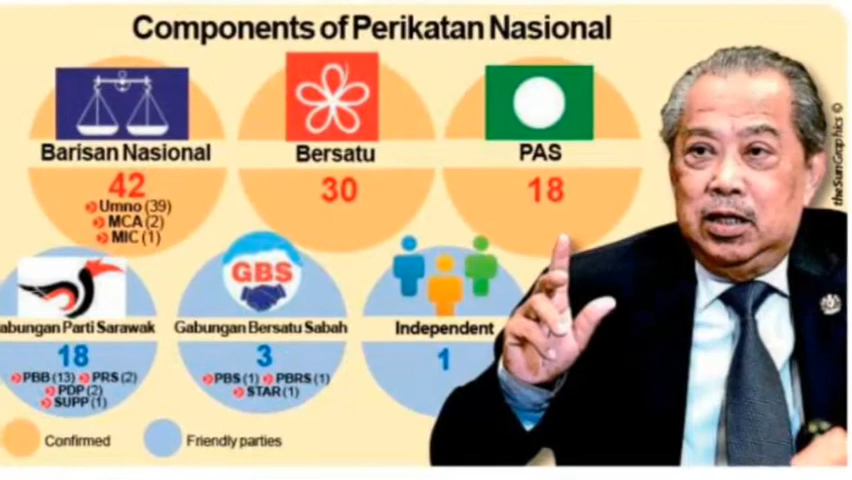 Components of Perikatan Nasional
Barisan Nasional
42
Umno (39)
MCA (2)
MIC (1)
Bersatu
30
PAS
18
abungan Parti Sarawak
18
PBB (13) PRS (2)
PDP (2)
SUPP (1)
GBS
Gabungan Bersatu Sabah
3
PBS (1) PBRS (1)
STAR (1)
Independent
1
Confirmed
Friendly parties
theSunGraphics ©